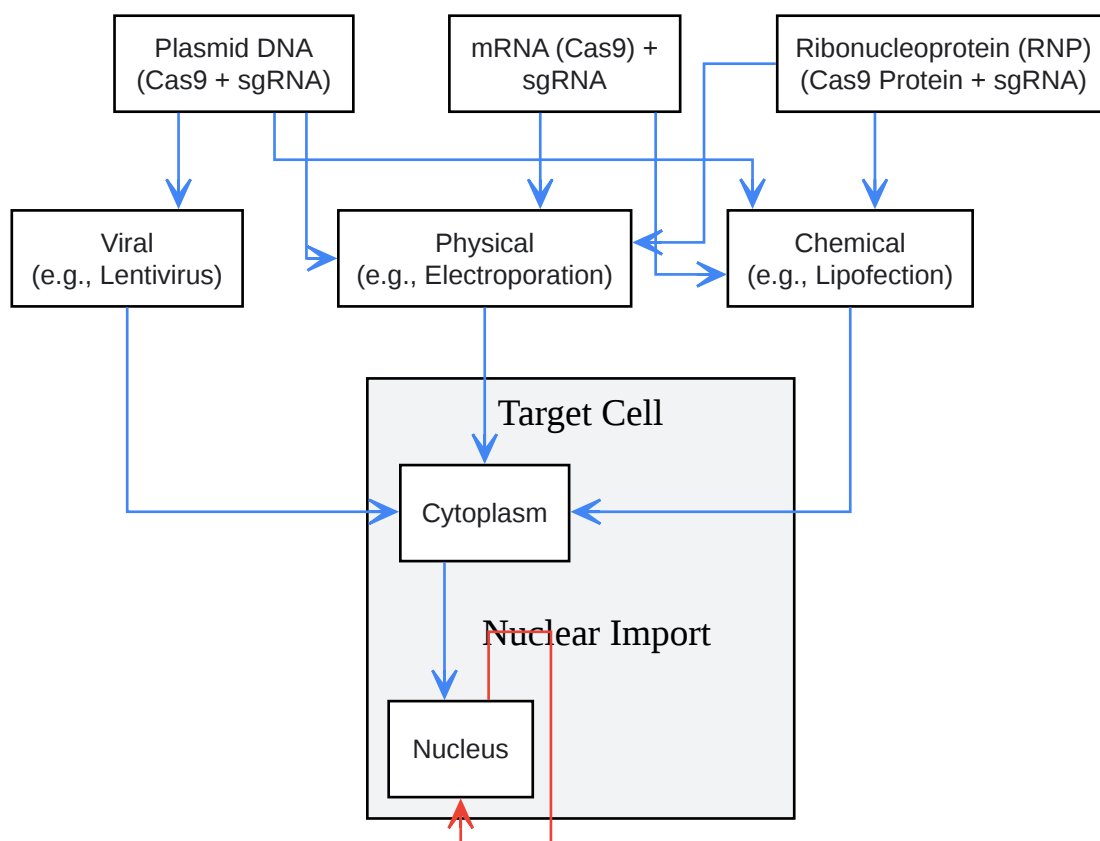 Plasmid DNA
(Cas9 + sgRNA)
mRNA (Cas9) +
sgRNA
Ribonucleoprotein (RNP)
(Cas9 Protein + sgRNA)
Viral
(e.g., Lentivirus)
Physical
(e.g., Electroporation)
Chemical
(e.g., Lipofection)
Target Cell
Cytoplasm
Nuclear Import
Nucleus